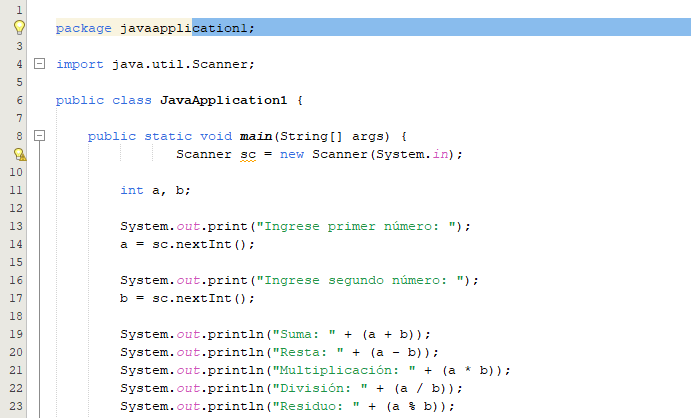 1
package javaapplication1;
3
4 import java.util.Scanner;
5
6 public class JavaApplication1 {
7
8 public static void main(String[] args) {
Scanner sc = new Scanner(System.in);
10
11 int a, b;
12
13 System.out.print("Ingrese primer número: ");
14 a = sc.nextInt();
15
16 System.out.print("Ingrese segundo número: ");
17 b = sc.nextInt();
18
19 System.out.println("Suma: " + (a + b));
20 System.out.println("Resta: " + (a - b));
21 System.out.println("Multiplicación: " + (a * b));
22 System.out.println("División: " + (a / b));
23 System.out.println("Residuo: " + (a % b));